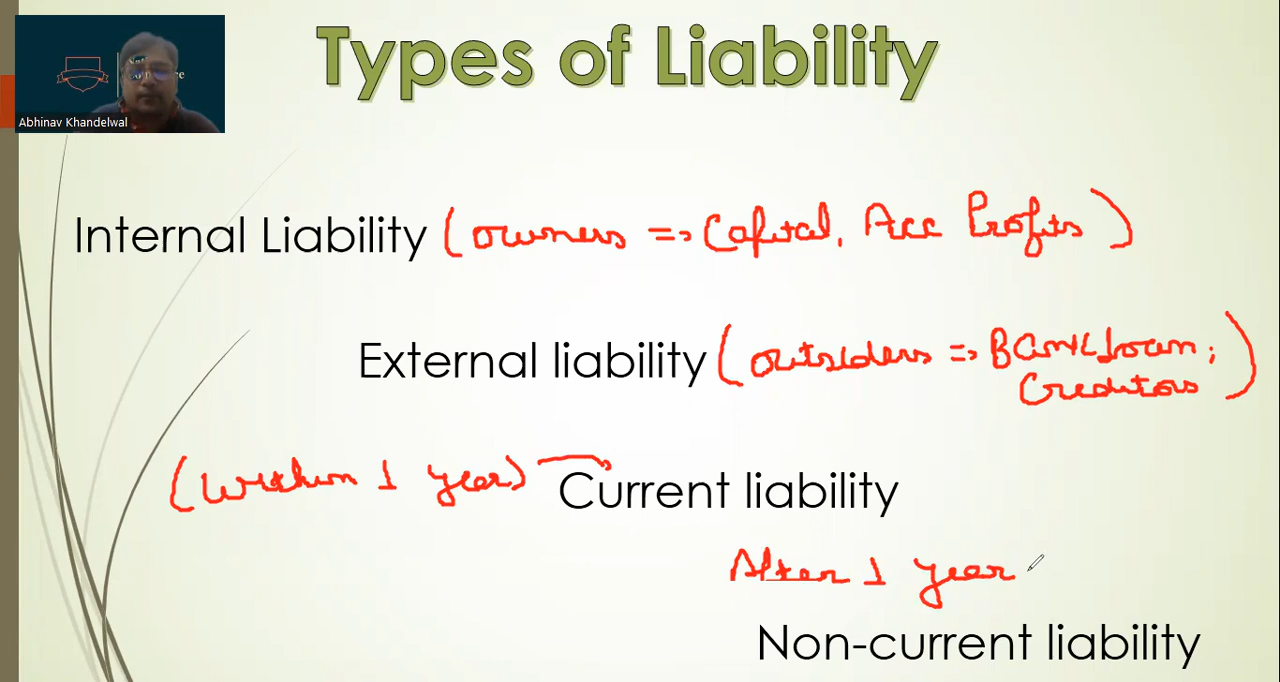 Types of Liability
Abhinav Khandelwal
Internal Liability (owners => Capital, Acc Profits)
External liability (outsiders => Bank Loan;
Creditors)
(Within 1 year) Current liability
After 1 year
Non-current liability